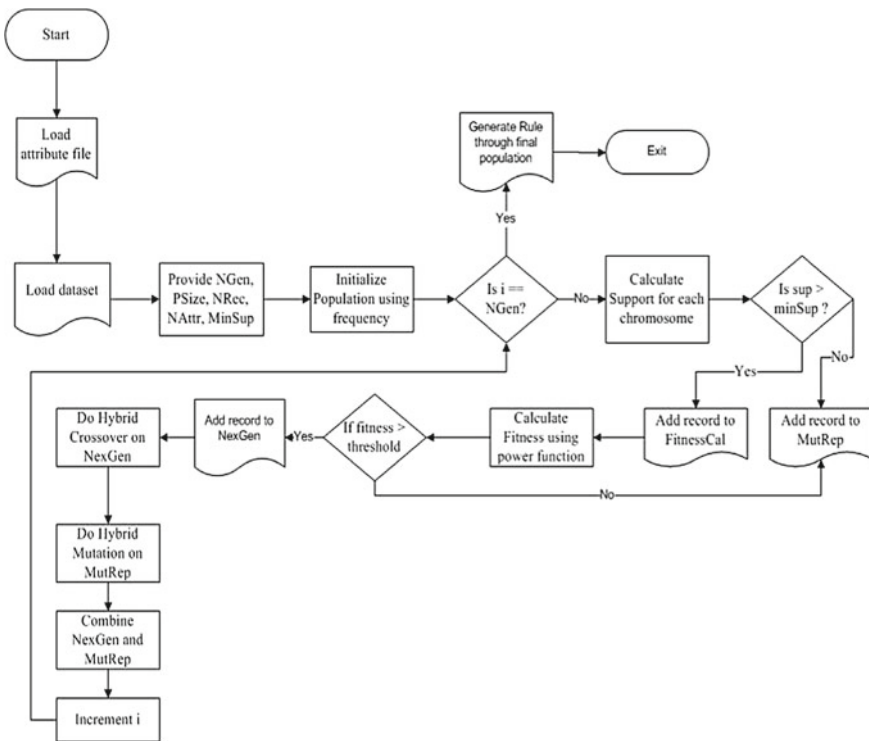 Start
Load
attribute file
Load dataset
Provide NGen,
PSize, NRec,
NAttr, MinSup
Initialize
Population using
frequency
Is i ==
NGen?
Yes
Generate Rule
through final
population
Exit
No
Calculate
Support for each
chromosome
Is sup >
minSup ?
Yes
No
Add record to
FitnessCal
Add record to
MutRep
Calculate
Fitness using
power function
If fitness >
threshold
Yes
No
Add record to
NexGen
Do Hybrid
Crossover on
NexGen
Do Hybrid
Mutation on
MutRep
Combine
NexGen and
MutRep
Increment i